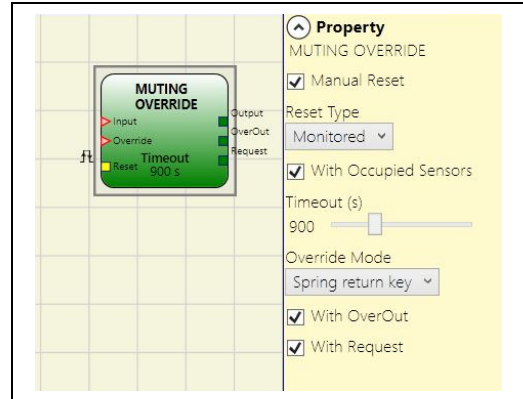 MUTING
OVERRIDE
Input
Override
Reset
Timeout
900 s
Output
OverOut
Request
Property
MUTING OVERRIDE
Manual Reset
Reset Type
Monitored
With Occupied Sensors
Timeout (s)
900
Override Mode
Spring return key
With OverOut
With Request